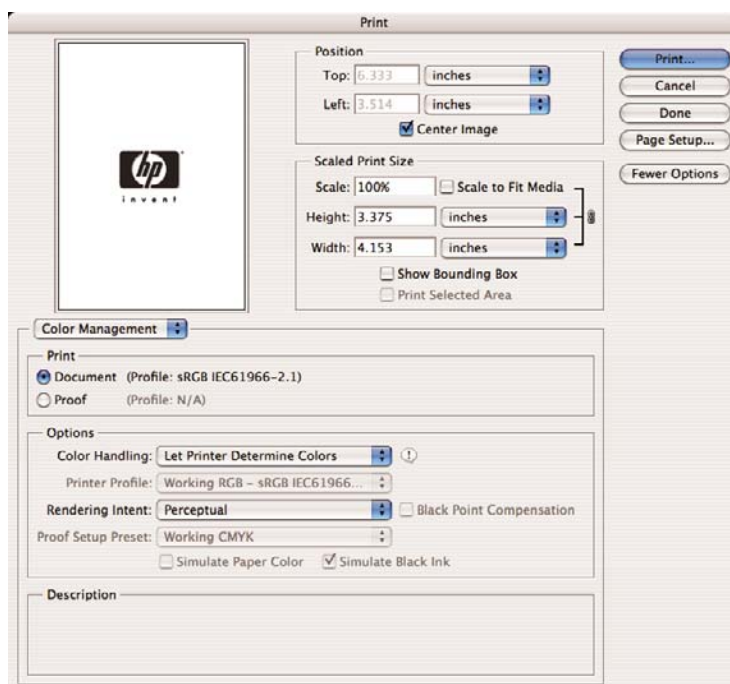 Print
hp
invent
Position
Top: 6.333 inches
Left: 3.514 inches
Center Image
Scaled Print Size
Scale: 100% Scale to Fit Media
Height: 3.375 inches
Width: 4.153 inches
Show Bounding Box
Print Selected Area
Print...
Cancel
Done
Page Setup...
Fewer Options
Color Management
Print
Document (Profile: sRGB IEC61966-2.1)
Proof (Profile: N/A)
Options
Color Handling: Let Printer Determine Colors
Printer Profile: Working RGB - sRGB IEC61966...
Rendering Intent: Perceptual Black Point Compensation
Proof Setup Preset: Working CMYK
Simulate Paper Color Simulate Black Ink
Description